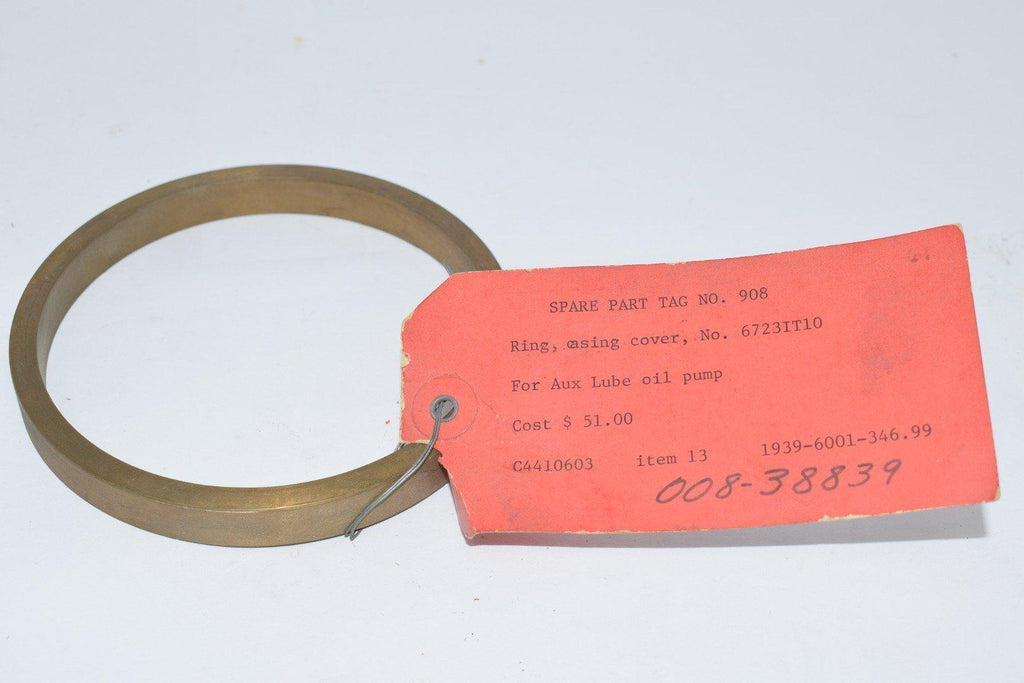 SPARE PART TAG NO. 908
Ring, casing cover, No. 6723IT10
For Aux Lube oil pump
Cost $ 51.00
C4410603 item 13 1939-6001-346.99
008-38839